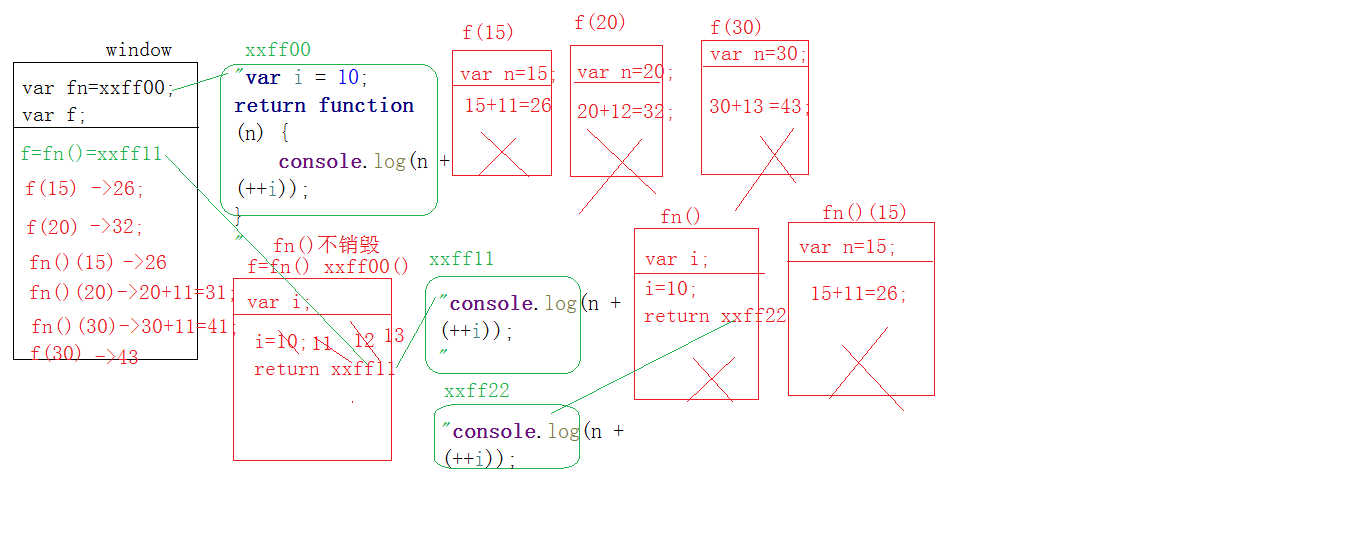 window
var fn=xxff00;
var f;
f=fn()=xxff11
f(15) ->26;
f(20) ->32;
fn()(15)->26
fn()(20)->20+11=31;
fn()(30)->30+11=41;
f(30) ->43
xxff00
"var i = 10;
return function
(n) {
console.log(n +
(++i));
}
"
fn()不销毁
f=fn() xxff00()
var i;
i=10; 11 12 13
return xxff11
xxff11
"console.log(n +
(++i));
"
xxff22
"console.log(n +
(++i));
f(15)
var n=15;
15+11=26
f(20)
var n=20;
20+12=32;
f(30)
var n=30;
30+13=43;
fn()
var i;
i=10;
return xxff22
fn()(15)
var n=15;
15+11=26;